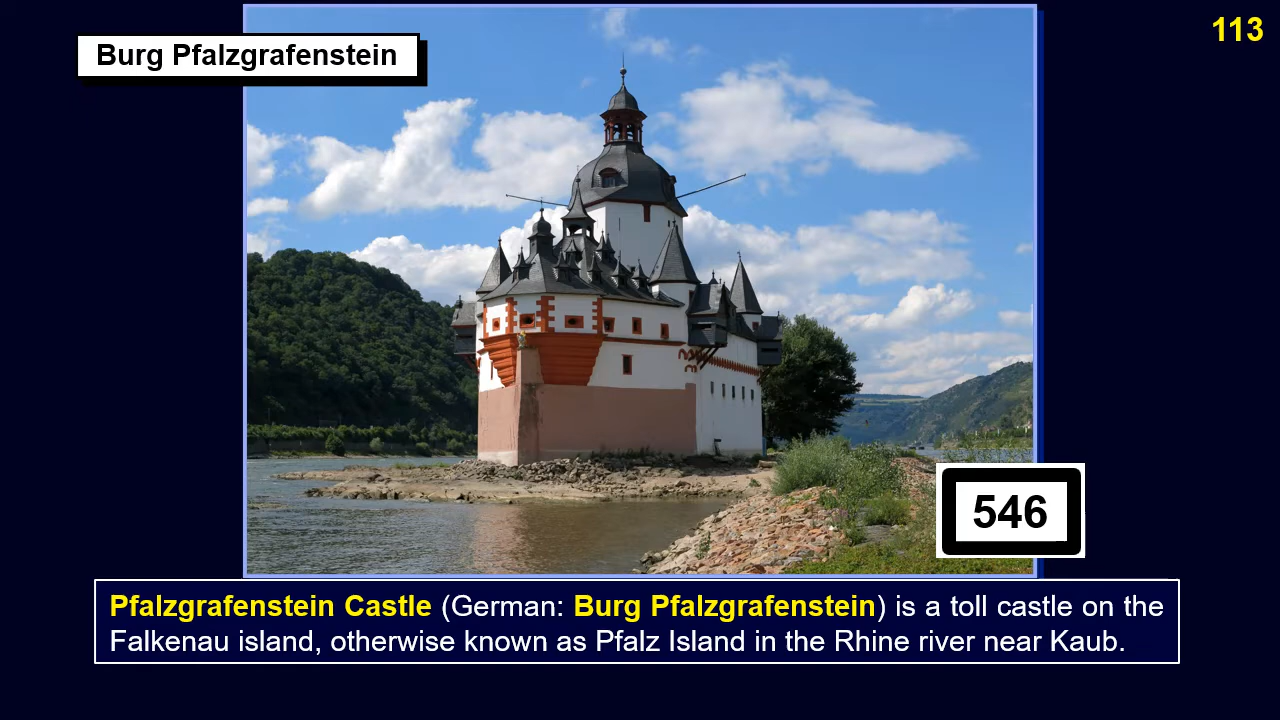 113
Burg Pfalzgrafenstein
546
Pfalzgrafenstein Castle (German: Burg Pfalzgrafenstein) is a toll castle on the
Falkenau island, otherwise known as Pfalz Island in the Rhine river near Kaub.